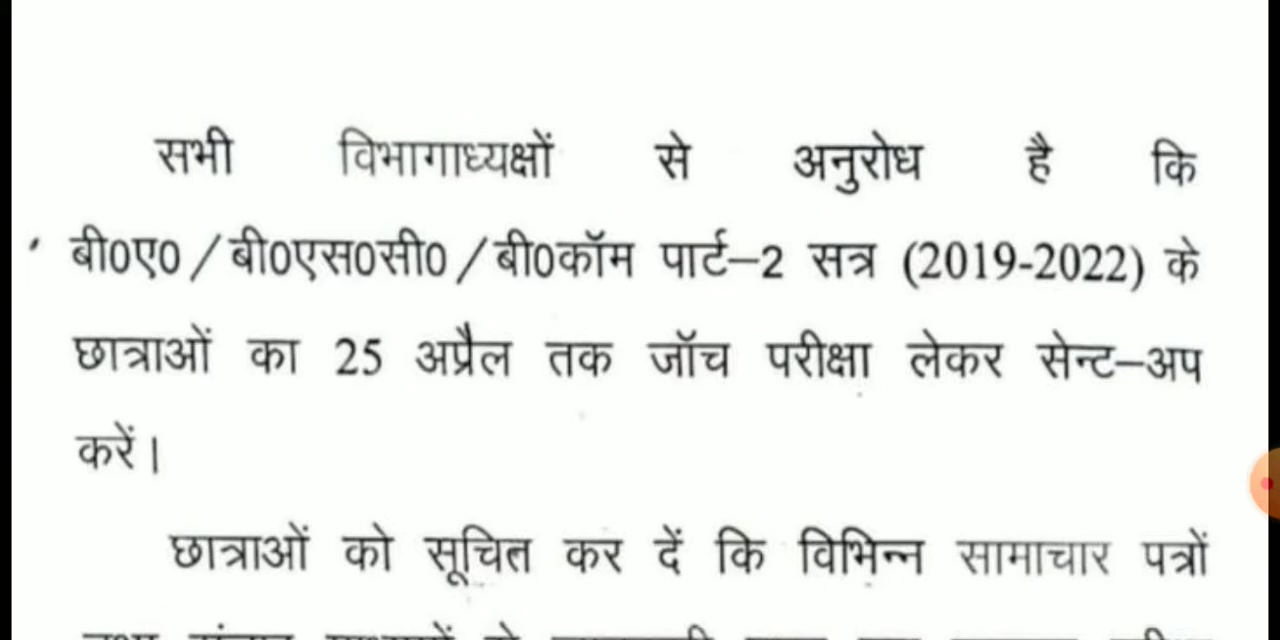 सभी विभागाध्यक्षों से अनुरोध है कि
बी0ए0/बी0एस0सी0/बी0कॉम पार्ट–2 सत्र (2019-2022) के
छात्राओं का 25 अप्रैल तक जॉच परीक्षा लेकर सेन्ट–अप
करें।
छात्राओं को सूचित कर दें कि विभिन्न सामाचार पत्रों